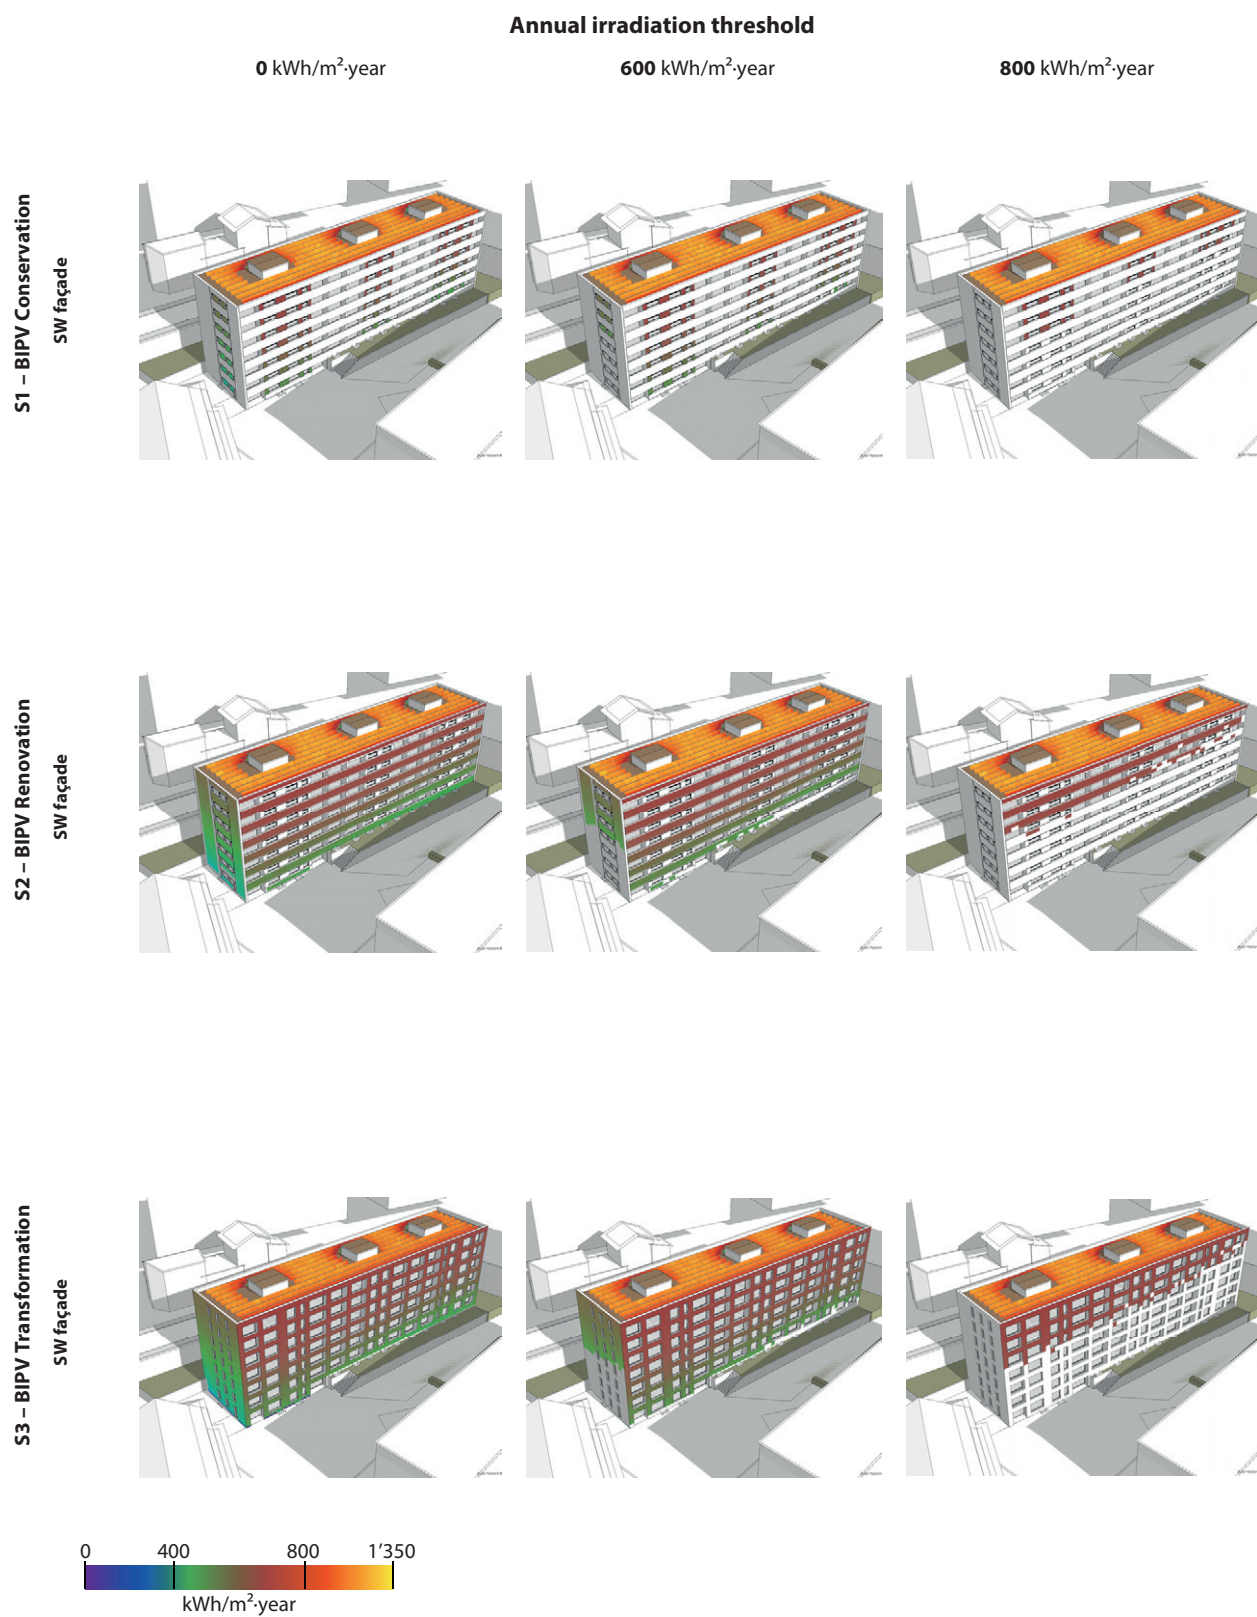 Annual irradiation threshold
0 kWh/m²·year 600 kWh/m²·year 800 kWh/m²·year
S1 – BIPV Conservation
SW façade
S2 – BIPV Renovation
SW façade
S3 – BIPV Transformation
SW façade
0 400 800 1’350
kWh/m²·year